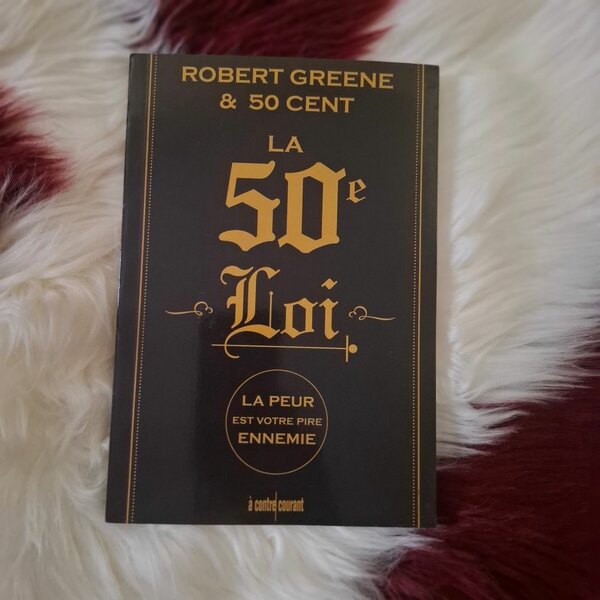 ROBERT GREENE
& 50 CENT
LA
50e
Loi
LA PEUR
EST VOTRE PIRE
ENNEMIE
à contre courant